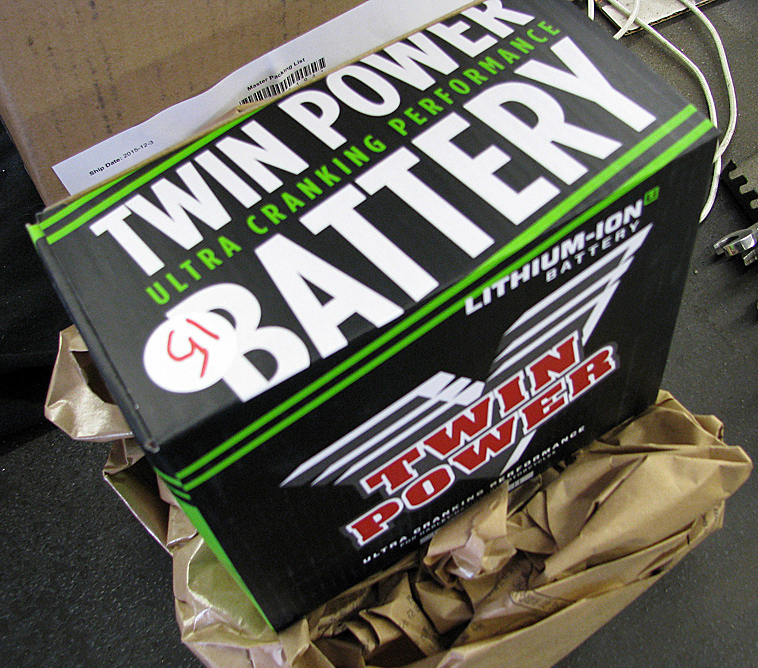 Master Packing List
Ship Date: 2015-12-3
TWIN POWER
ULTRA CRANKING PERFORMANCE
BATTERY
15
LITHIUM-ION
BATTERY
TWIN
POWER
ULTRA CRANKING PERFORMANCE